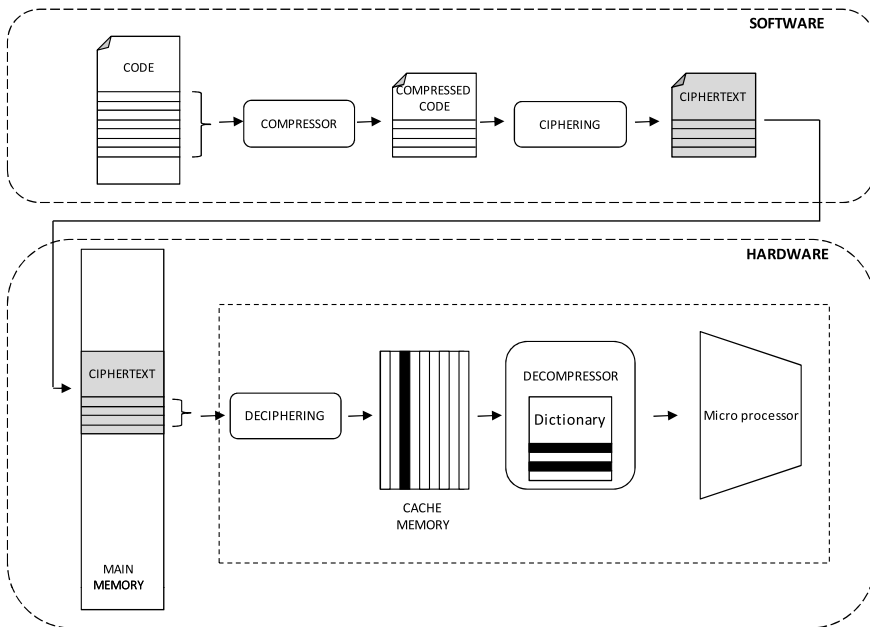 SOFTWARE
CODE
COMPRESSOR
COMPRESSED
CODE
CIPHERING
CIPHERTEXT
HARDWARE
CIPHERTEXT
DECIPHERING
CACHE
MEMORY
DECOMPRESSOR
Dictionary
Micro processor
MAIN
MEMORY